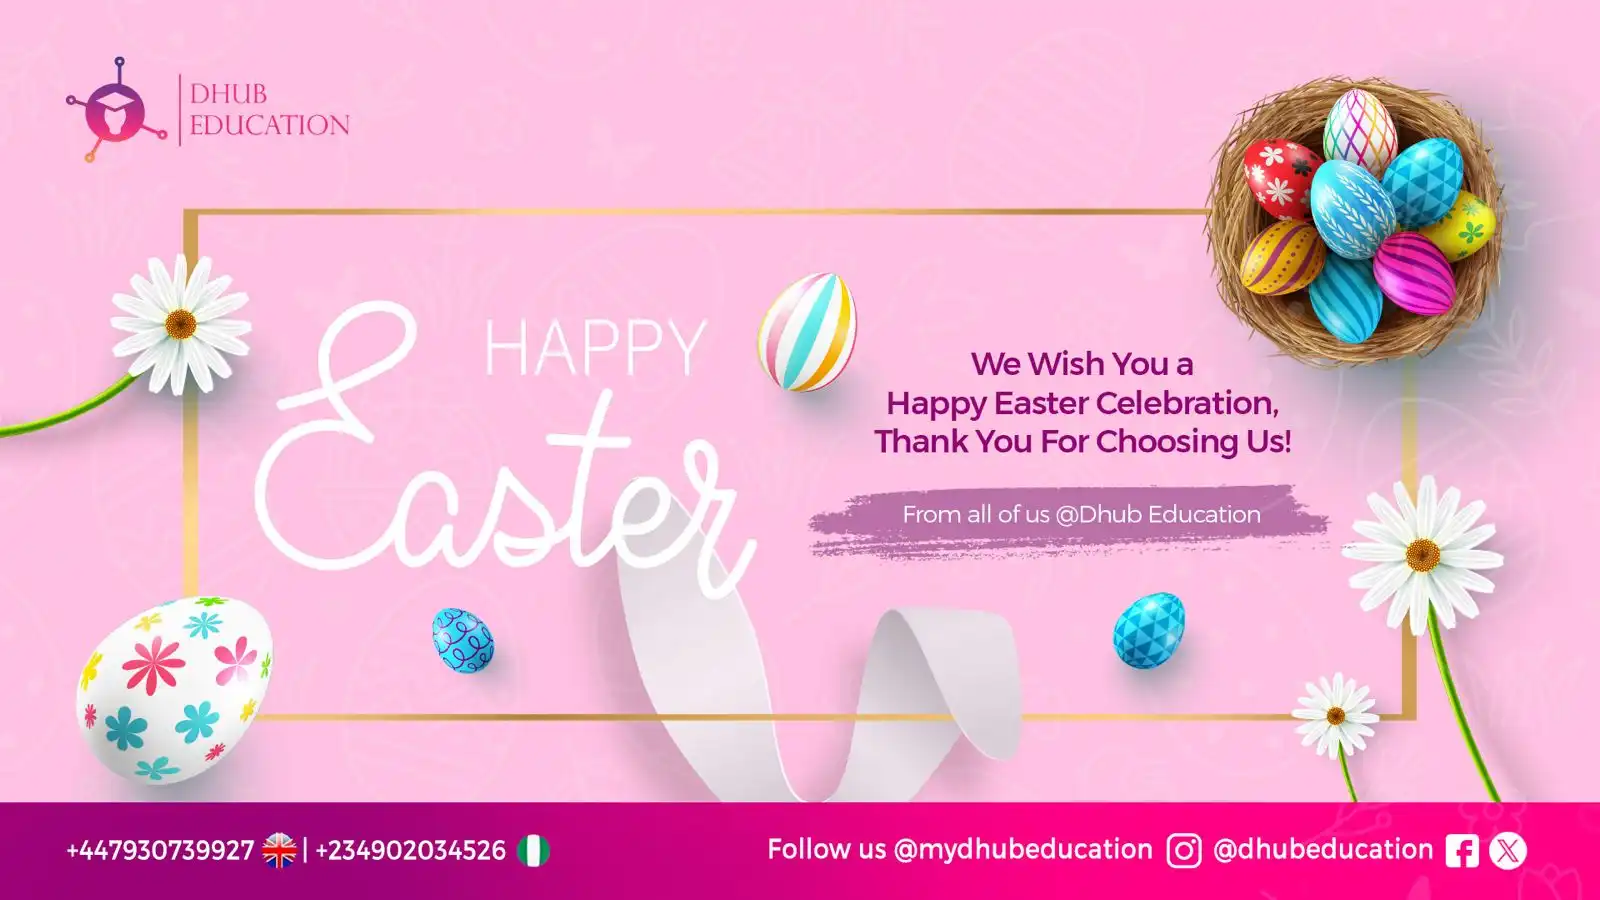 DHUB
EDUCATION
HAPPY
Easter
We Wish You a
Happy Easter Celebration,
Thank You For Choosing Us!
From all of us @Dhub Education
+447930739927 | +234902034526
Follow us @mydhubeducation @dhubeducation